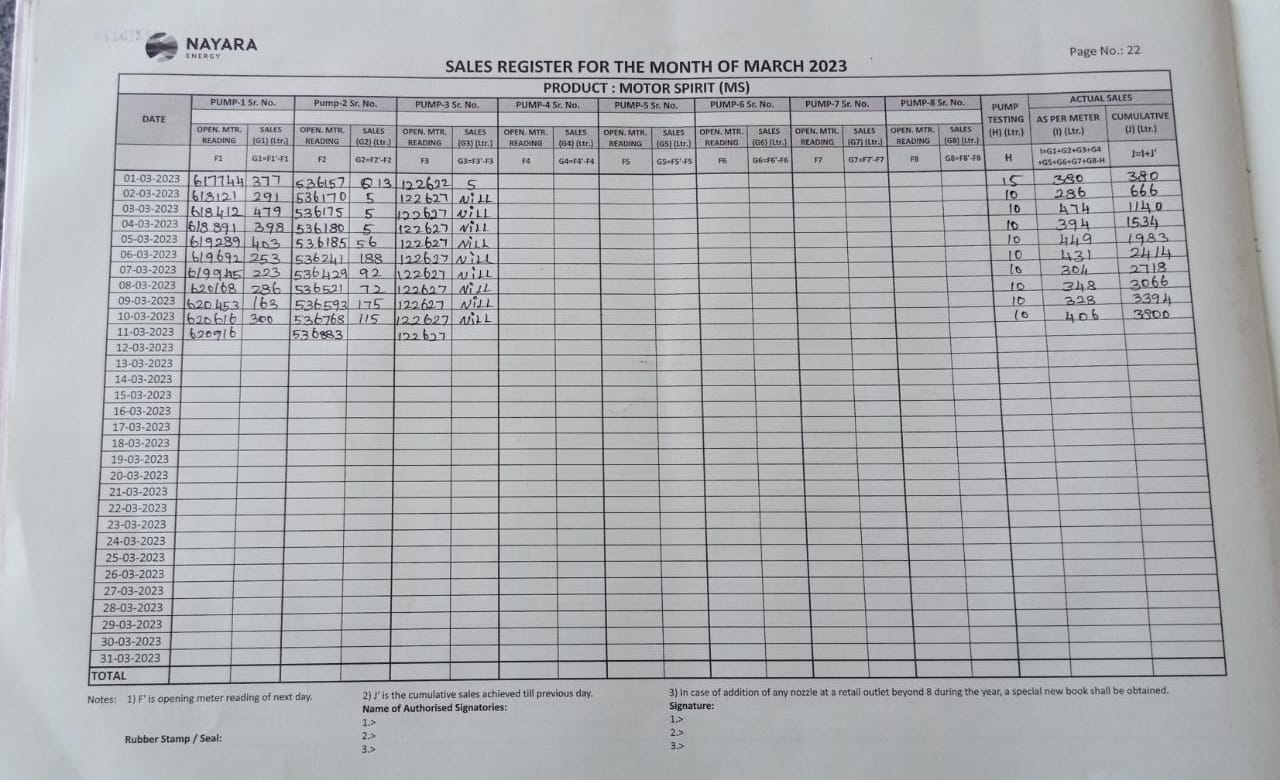 NAYARA
ENERGY
Page No.: 22
SALES REGISTER FOR THE MONTH OF MARCH 2023
PRODUCT : MOTOR SPIRIT (MS)
DATE PUMP-1 Sr. No. Pump-2 Sr. No. PUMP-3 Sr. No. PUMP-4 Sr. No. PUMP-5 Sr. No. PUMP-6 Sr. No. PUMP-7 Sr. No. PUMP-8 Sr. No. PUMP TESTING (H) (Ltr.) ACTUAL SALES
OPEN. MTR. READING SALES (G1) (Ltr.) OPEN. MTR. READING SALES (G2) (Ltr.) OPEN. MTR. READING SALES (G3) (Ltr.) OPEN. MTR. READING SALES (G4) (Ltr.) OPEN. MTR. READING SALES (G5) (Ltr.) OPEN. MTR. READING SALES (G6) (Ltr.) OPEN. MTR. READING SALES (G7) (Ltr.) OPEN. MTR. READING SALES (G8) (Ltr.) AS PER METER (I) (Ltr.) CUMULATIVE (J) (Ltr.)
F1 G1=F1'-F1 F2 G2=F2'-F2 F3 G3=F3'-F3 F4 G4=F4'-F4 F5 G5=F5'-F5 F6 G6=F6'-F6 F7 G7=F7'-F7 F8 G8=F8'-F8 H I=G1+G2+G3+G4+G5+G6+G7+G8-H J=I+J'
01-03-2023 617744 377 536157 13 122622 5 15 380 380
02-03-2023 618121 291 536170 5 122627 NiLL 10 286 666
03-03-2023 618412 479 536175 5 122627 NiLL 10 474 1140
04-03-2023 618891 398 536180 5 122627 NiLL 10 394 1534
05-03-2023 619289 403 536185 56 122627 NiLL 10 449 1983
06-03-2023 619692 253 536241 188 122627 NiLL 10 431 2414
07-03-2023 619945 223 536429 92 122627 NiLL 10 304 2718
08-03-2023 620168 286 536521 72 122627 NiLL 10 348 3066
09-03-2023 620453 163 536593 175 122627 NiLL 10 328 3394
10-03-2023 620616 300 536768 115 122627 NiLL 10 406 3800
11-03-2023 620916 536883 122627
12-03-2023
13-03-2023
14-03-2023
15-03-2023
16-03-2023
17-03-2023
18-03-2023
19-03-2023
20-03-2023
21-03-2023
22-03-2023
23-03-2023
24-03-2023
25-03-2023
26-03-2023
27-03-2023
28-03-2023
29-03-2023
30-03-2023
31-03-2023
TOTAL
Notes: 1) F' is opening meter reading of next day. 2) J' is the cumulative sales achieved till previous day. 3) In case of addition of any nozzle at a retail outlet beyond 8 during the year, a special new book shall be obtained.
Name of Authorised Signatories: Signature:
1.> 1.>
Rubber Stamp / Seal: 2.> 2.>
3.> 3.>